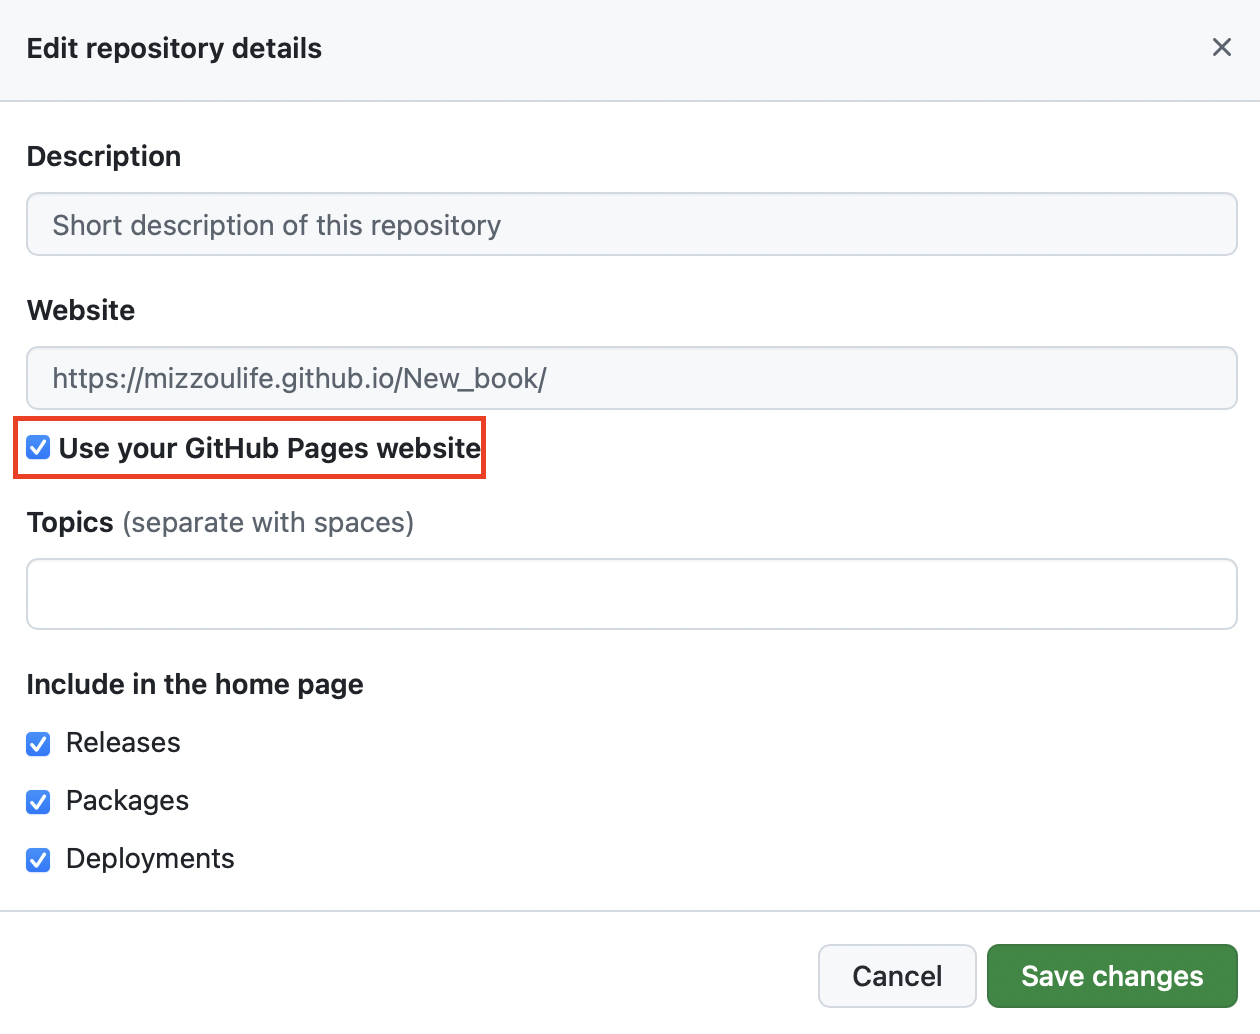 Edit repository details
Description
Short description of this repository
Website
https://mizzoulife.github.io/New_book/
Use your GitHub Pages website
Topics (separate with spaces)
Include in the home page
Releases
Packages
Deployments
Cancel
Save changes